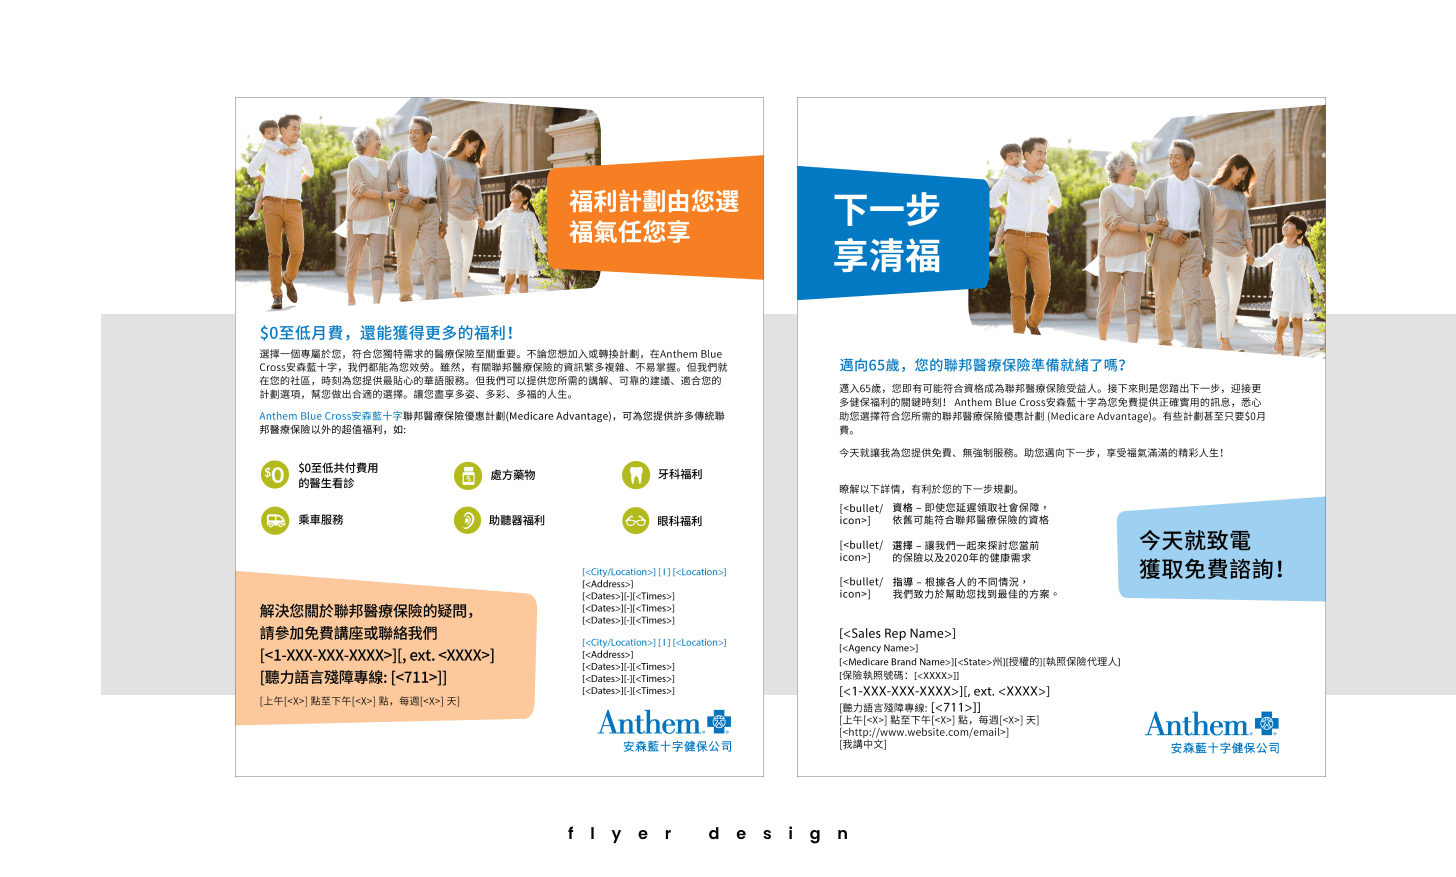 福利計劃由您選
福氣任您享
$0至低月費，還能獲得更多的福利！
選擇一個專屬於您，符合您獨特需求的醫療保險至關重要。不論您想加入或轉換計劃，在Anthem Blue
Cross安森藍十字，我們都能為您效勞。雖然，有關聯邦醫療保險的資訊繁多複雜、不易掌握。但我們就
在您的社區，時刻為您提供最貼心的華語服務。但我們可以提供您所需的講解、可靠的建議、適合您的
計劃選項，幫您做出合適的選擇。讓您盡享多姿、多彩、多福的人生。
Anthem Blue Cross安森藍十字聯邦醫療保險優惠計劃(Medicare Advantage)，可為您提供許多傳統聯
邦醫療保險以外的超值福利，如:
$0
$0至低共付費用
的醫生看診
處方藥物
牙科福利
乘車服務
助聽器福利
眼科福利
[<City/Location>] [ I ] [<Location>]
[<Address>]
[<Dates>][-][<Times>]
[<Dates>][-][<Times>]
[<Dates>][-][<Times>]
[<City/Location>] [ I ] [<Location>]
[<Address>]
[<Dates>][-][<Times>]
[<Dates>][-][<Times>]
[<Dates>][-][<Times>]
解決您關於聯邦醫療保險的疑問，
請參加免費講座或聯絡我們
[<1-XXX-XXX-XXXX>][, ext. <XXXX>]
[聽力語言殘障專線: [<711>]]
[上午[<X>] 點至下午[<X>] 點，每週[<X>] 天]
Anthem
安森藍十字健保公司
下一步
享清福
邁向65歲，您的聯邦醫療保險準備就緒了嗎？
邁入65歲，您即有可能符合資格成為聯邦醫療保險受益人。接下來則是您踏出下一步，迎接更
多健保福利的關鍵時刻！ Anthem Blue Cross安森藍十字為您免費提供正確實用的訊息，悉心
助您選擇符合您所需的聯邦醫療保險優惠計劃 (Medicare Advantage)。有些計劃甚至只要$0月
費。
今天就讓我為您提供免費、無強制服務。助您邁向下一步，享受福氣滿滿的精彩人生！
瞭解以下詳情，有利於您的下一步規劃。
[<bullet/ 資格 – 即使您延遲領取社會保障，
icon>] 依舊可能符合聯邦醫療保險的資格
[<bullet/ 選擇 – 讓我們一起來探討您當前
icon>] 的保險以及2020年的健康需求
[<bullet/ 指導 – 根據各人的不同情況，
icon>] 我們致力於幫助您找到最佳的方案。
今天就致電
獲取免費諮詢！
[<Sales Rep Name>]
[<Agency Name>]
[<Medicare Brand Name>][<State>州][授權的][執照保險代理人]
[保險執照號碼：[<XXXX>]]
[<1-XXX-XXX-XXXX>][, ext. <XXXX>]
[聽力語言殘障專線: [<711>]]
[上午[<X>] 點至下午[<X>] 點，每週[<X>] 天]
[<http://www.website.com/email>]
[我講中文]
Anthem
安森藍十字健保公司
flyer design